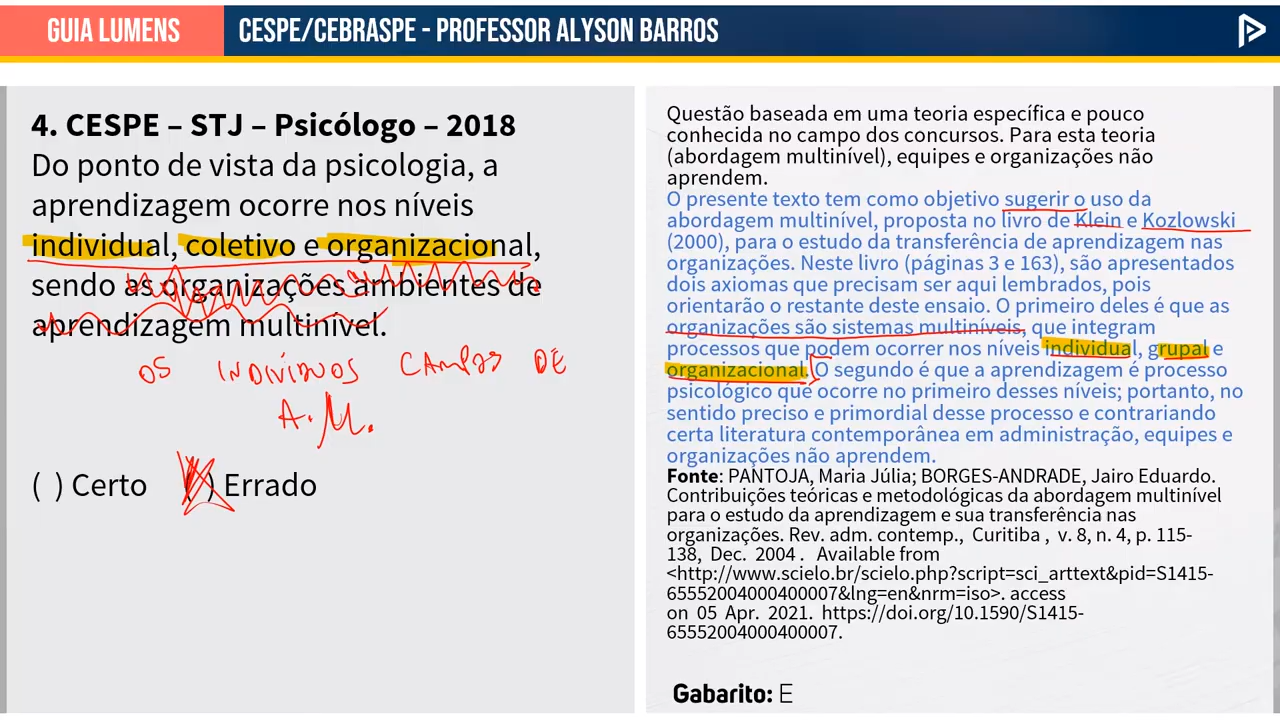 GUIA LUMENS
CESPE/CEBRASPE - PROFESSOR ALYSON BARROS
4. CESPE – STJ – Psicólogo – 2018
Do ponto de vista da psicologia, a
aprendizagem ocorre nos níveis
individual, coletivo e organizacional,
sendo as organizações ambientes de
aprendizagem multinível.
OS INDIVÍDUOS CAMPOS DE
A. M.
( ) Certo ( ) Errado
Questão baseada em uma teoria específica e pouco
conhecida no campo dos concursos. Para esta teoria
(abordagem multinível), equipes e organizações não
aprendem.
O presente texto tem como objetivo sugerir o uso da
abordagem multinível, proposta no livro de Klein e Kozlowski
(2000), para o estudo da transferência de aprendizagem nas
organizações. Neste livro (páginas 3 e 163), são apresentados
dois axiomas que precisam ser aqui lembrados, pois
orientarão o restante deste ensaio. O primeiro deles é que as
organizações são sistemas multiníveis, que integram
processos que podem ocorrer nos níveis individual, grupal e
organizacional. O segundo é que a aprendizagem é processo
psicológico que ocorre no primeiro desses níveis; portanto, no
sentido preciso e primordial desse processo e contrariando
certa literatura contemporânea em administração, equipes e
organizações não aprendem.
Fonte: PANTOJA, Maria Júlia; BORGES-ANDRADE, Jairo Eduardo.
Contribuições teóricas e metodológicas da abordagem multinível
para o estudo da aprendizagem e sua transferência nas
organizações. Rev. adm. contemp., Curitiba , v. 8, n. 4, p. 115-
138, Dec. 2004 . Available from
<http://www.scielo.br/scielo.php?script=sci_arttext&pid=S1415-
65552004000400007&lng=en&nrm=iso>. access
on 05 Apr. 2021. https://doi.org/10.1590/S1415-
65552004000400007.
Gabarito: E